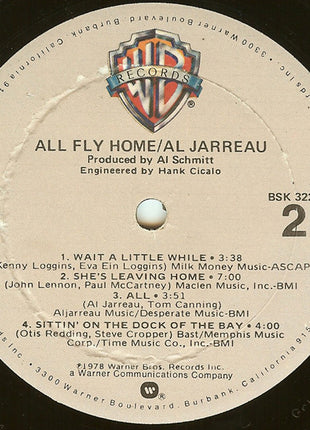 WB
RECORDS
ALL FLY HOME/AL JARREAU
Produced by Al Schmitt
Engineered by Hank Cicalo
BSK 322
2
1. WAIT A LITTLE WHILE • 3:38
Kenny Loggins, Eva Ein Loggins) Milk Money Music-ASCAP
2. SHE'S LEAVING HOME • 7:00
(John Lennon, Paul McCartney) Maclen Music, Inc.-BMI
3. ALL • 3:51
(Al Jarreau, Tom Canning)
Aljarreau Music/Desperate Music-BMI
4. SITTIN' ON THE DOCK OF THE BAY • 4:00
(Otis Redding, Steve Cropper) Bast/Memphis Music
Corp./Time Music Co., Inc.-BMI
℗1978 Warner Bros. Records Inc.
a Warner Communications Company
3300 Warner Boulevard, Burbank, California